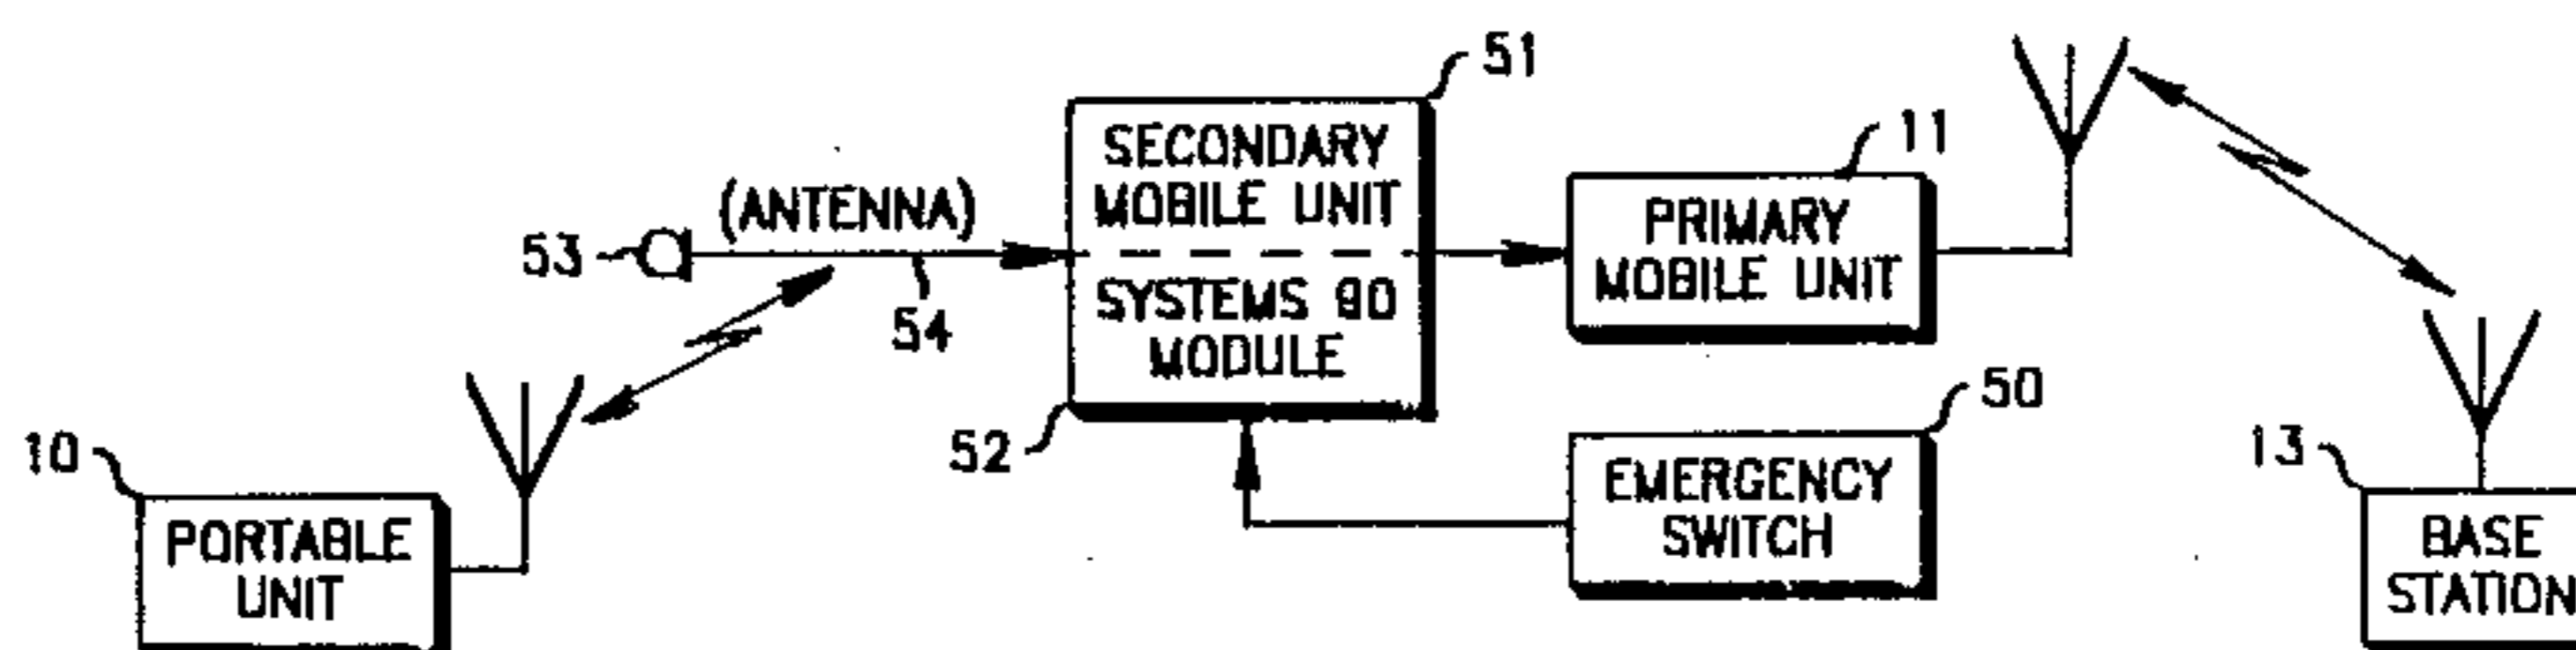 51
SECONDARY
MOBILE UNIT
11
PRIMARY
MOBILE UNIT
(ANTENNA)
53
54
SYSTEMS 90
MODULE
52
50
EMERGENCY
SWITCH
10
PORTABLE
UNIT
13
BASE
STATION